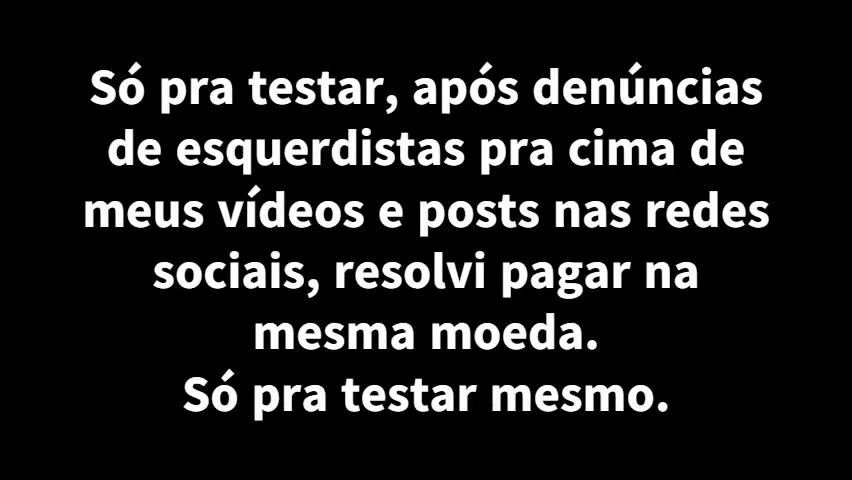 Só pra testar, após denúncias
de esquerdistas pra cima de
meus vídeos e posts nas redes
sociais, resolvi pagar na
mesma moeda.
Só pra testar mesmo.